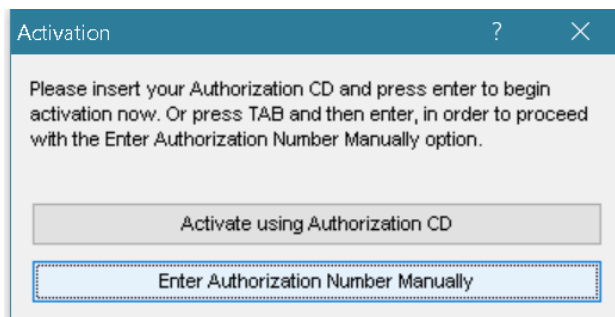 Activation
Please insert your Authorization CD and press enter to begin
activation now. Or press TAB and then enter, in order to proceed
with the Enter Authorization Number Manually option.
Activate using Authorization CD
Enter Authorization Number Manually